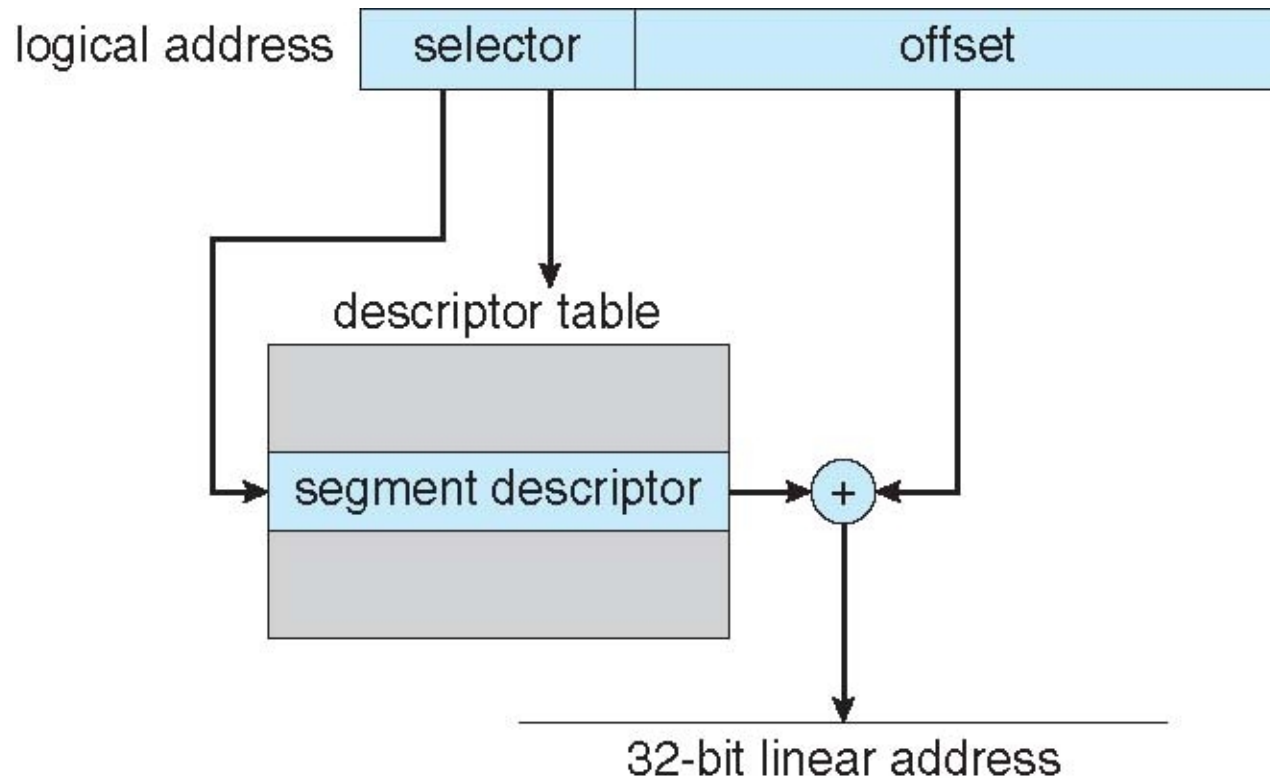 logical address selector offset
descriptor table
segment descriptor +
32-bit linear address